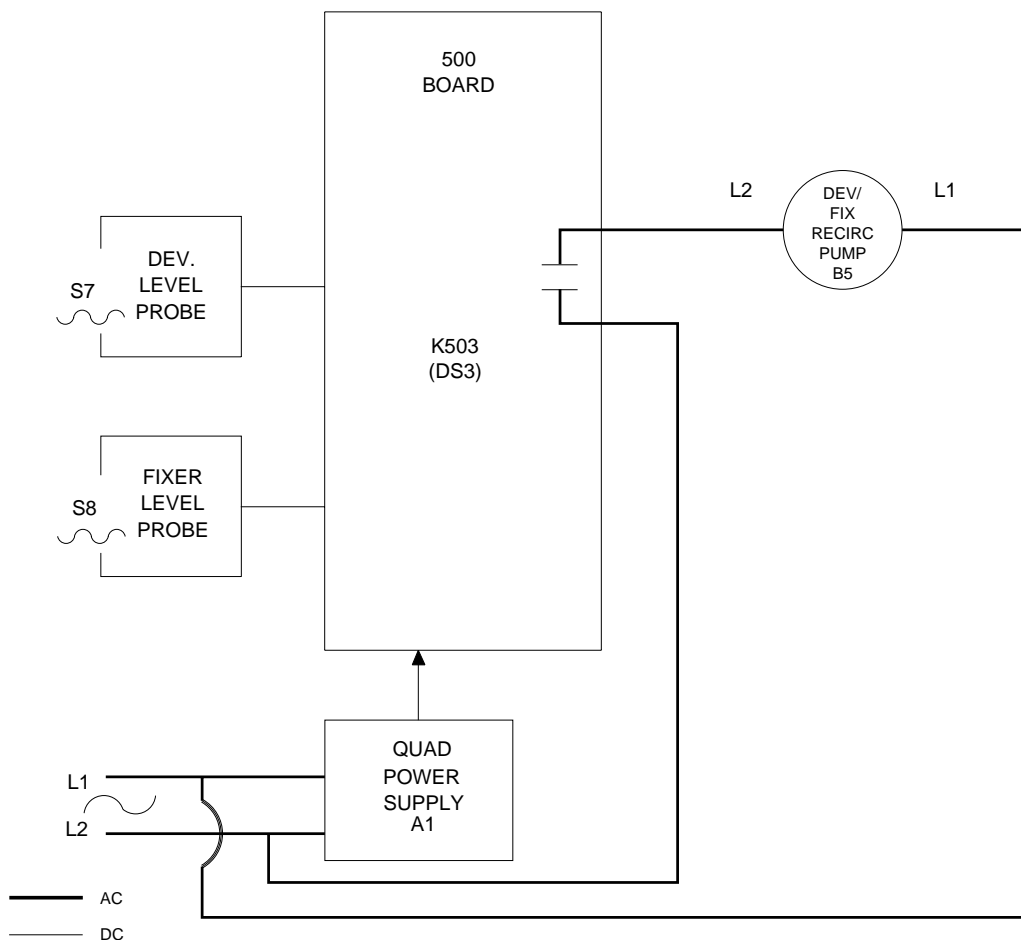 500
BOARD
L2
DEV/
FIX
RECIRC
PUMP
B5
L1
S7
DEV.
LEVEL
PROBE
K503
(DS3)
S8
FIXER
LEVEL
PROBE
L1
L2
QUAD
POWER
SUPPLY
A1
AC
DC